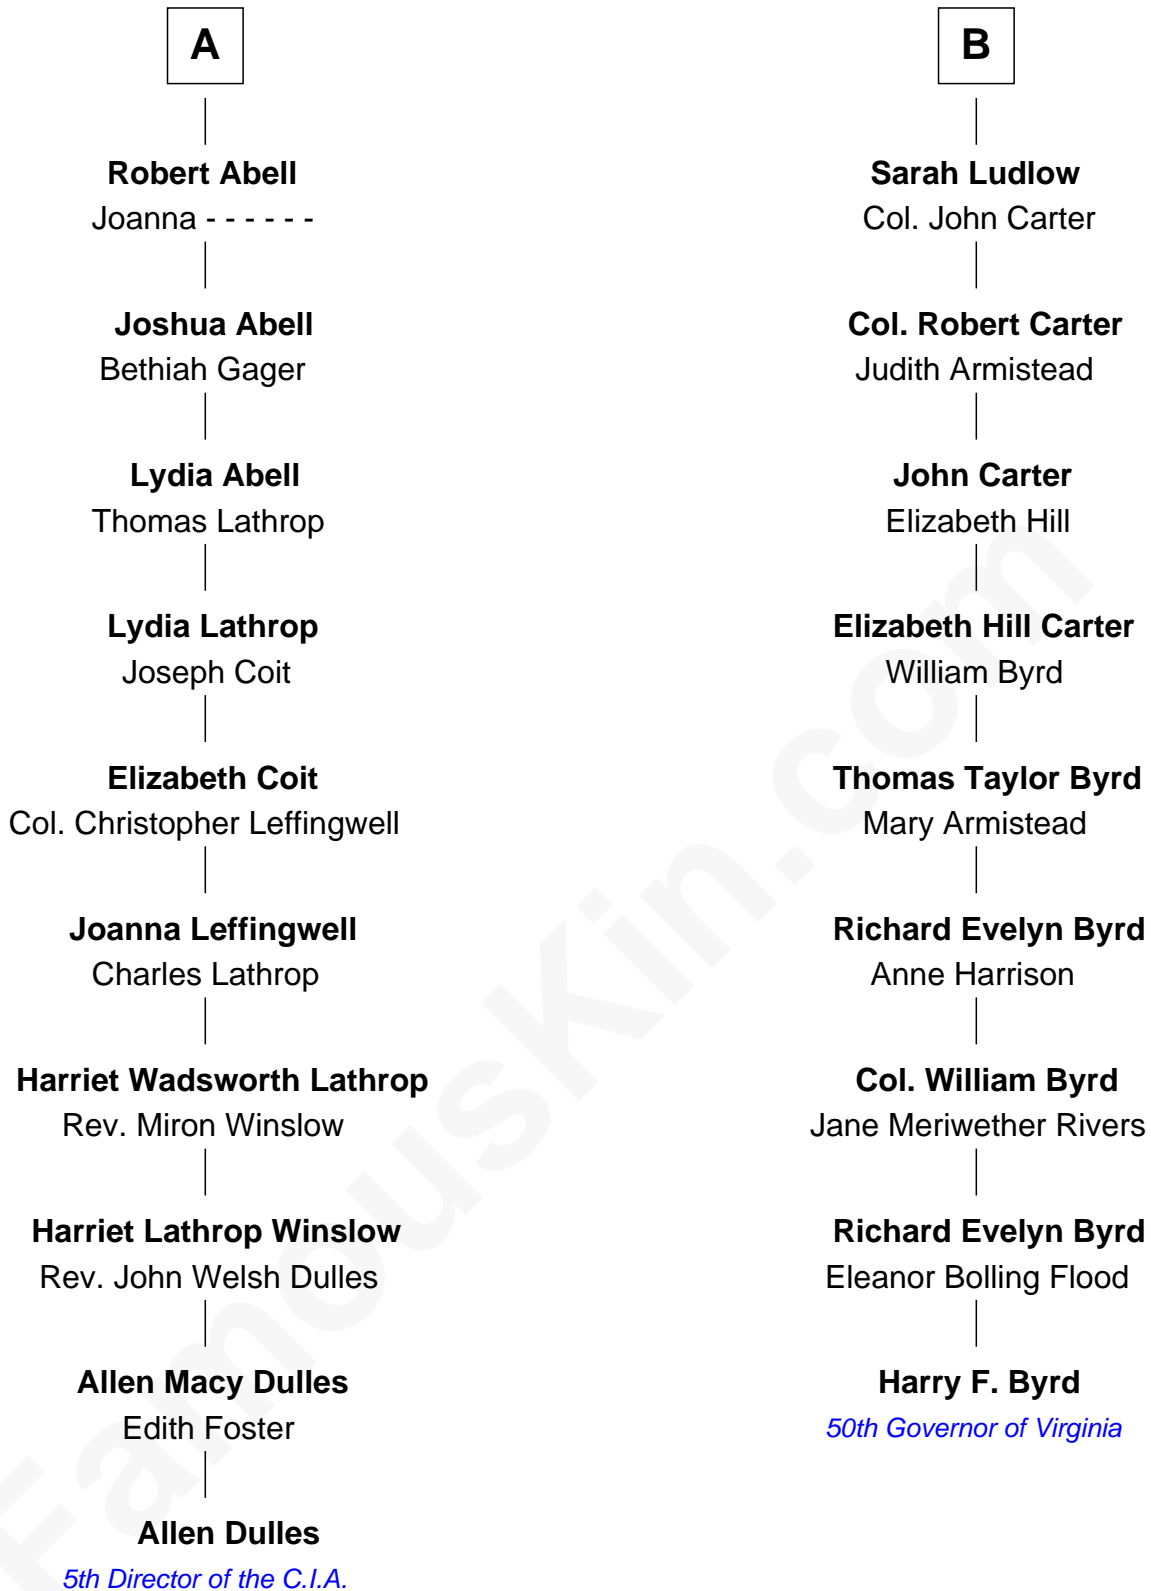 A
Robert Abell
Joanna - - - - - -
Joshua Abell
Bethiah Gager
Lydia Abell
Thomas Lathrop
Lydia Lathrop
Joseph Coit
Elizabeth Coit
Col. Christopher Leffingwell
Joanna Leffingwell
Charles Lathrop
Harriet Wadsworth Lathrop
Rev. Miron Winslow
Harriet Lathrop Winslow
Rev. John Welsh Dulles
Allen Macy Dulles
Edith Foster
Allen Dulles
5th Director of the C.I.A.
B
Sarah Ludlow
Col. John Carter
Col. Robert Carter
Judith Armistead
John Carter
Elizabeth Hill
Elizabeth Hill Carter
William Byrd
Thomas Taylor Byrd
Mary Armistead
Richard Evelyn Byrd
Anne Harrison
Col. William Byrd
Jane Meriwether Rivers
Richard Evelyn Byrd
Eleanor Bolling Flood
Harry F. Byrd
50th Governor of Virginia
FamousKin.com